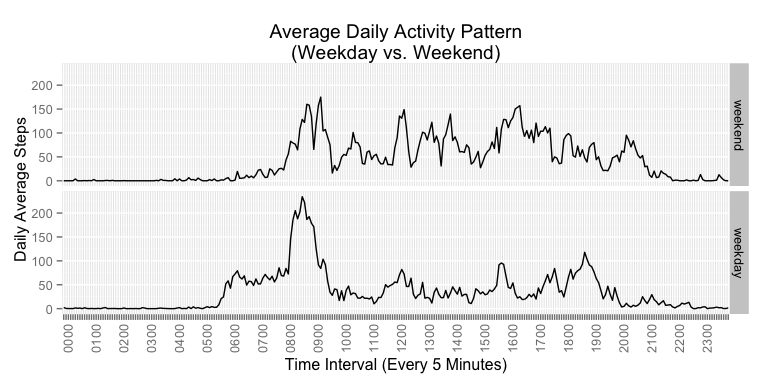 Average Daily Activity Pattern
(Weekday vs. Weekend)
Daily Average Steps
200
150
100
50
0
weekend
200
150
100
50
0
weekday
0000 0100 0200 0300 0400 0500 0600 0700 0800 0900 1000 1100 1200 1300 1400 1500 1600 1700 1800 1900 2000 2100 2200 2300
Time Interval (Every 5 Minutes)